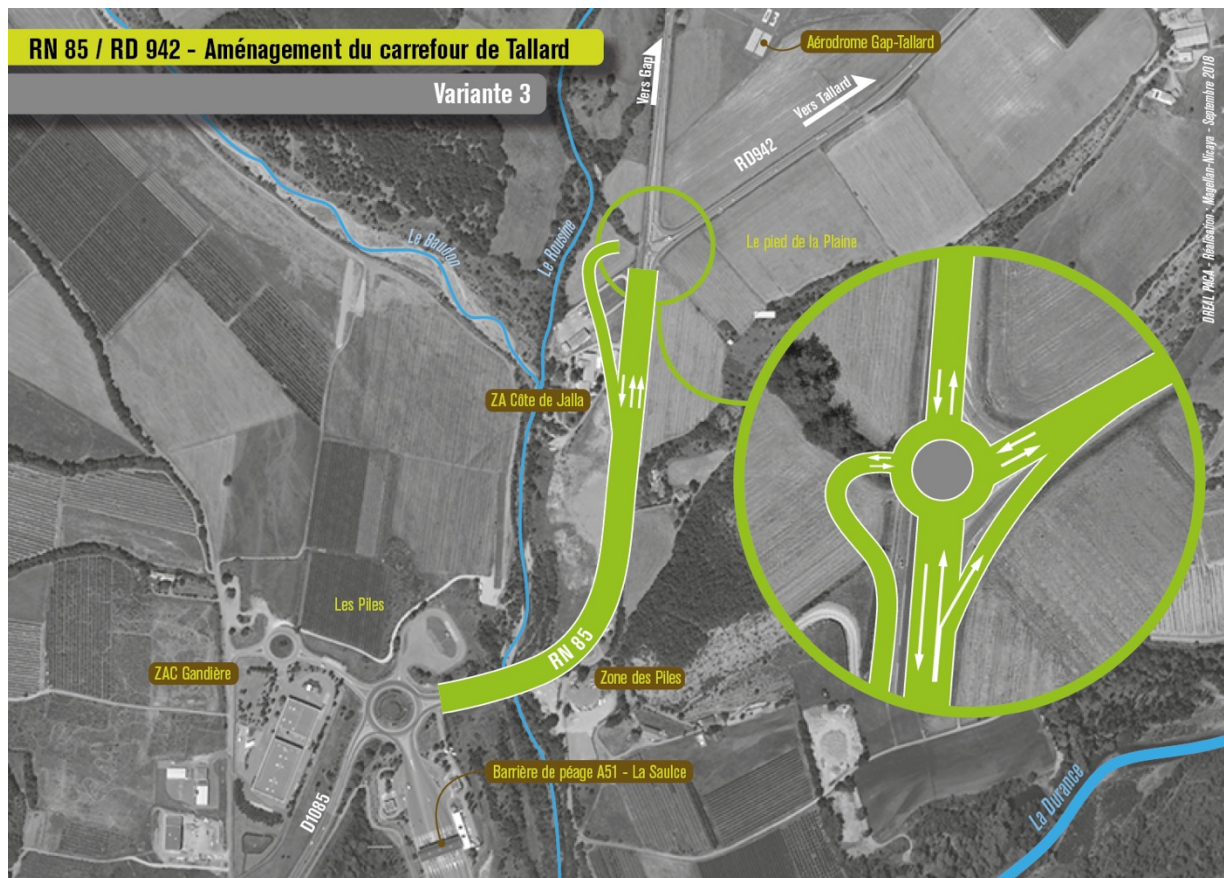 RN 85 / RD 942 - Aménagement du carrefour de Tallard
Variante 3
Aérodrome Gap-Tallard
Vers Gap
Vers Tallard
RD942
DREAL PACA - Réalisation : Magellan-Nicaya - Septembre 2018
Le Baudon
Le Rousine
Le pied de la Plaine
ZA Côte de Jalla
Les Piles
RN 85
ZAC Gandière
Zone des Piles
Barrière de péage A51 - La Saulce
D1085
La Durance